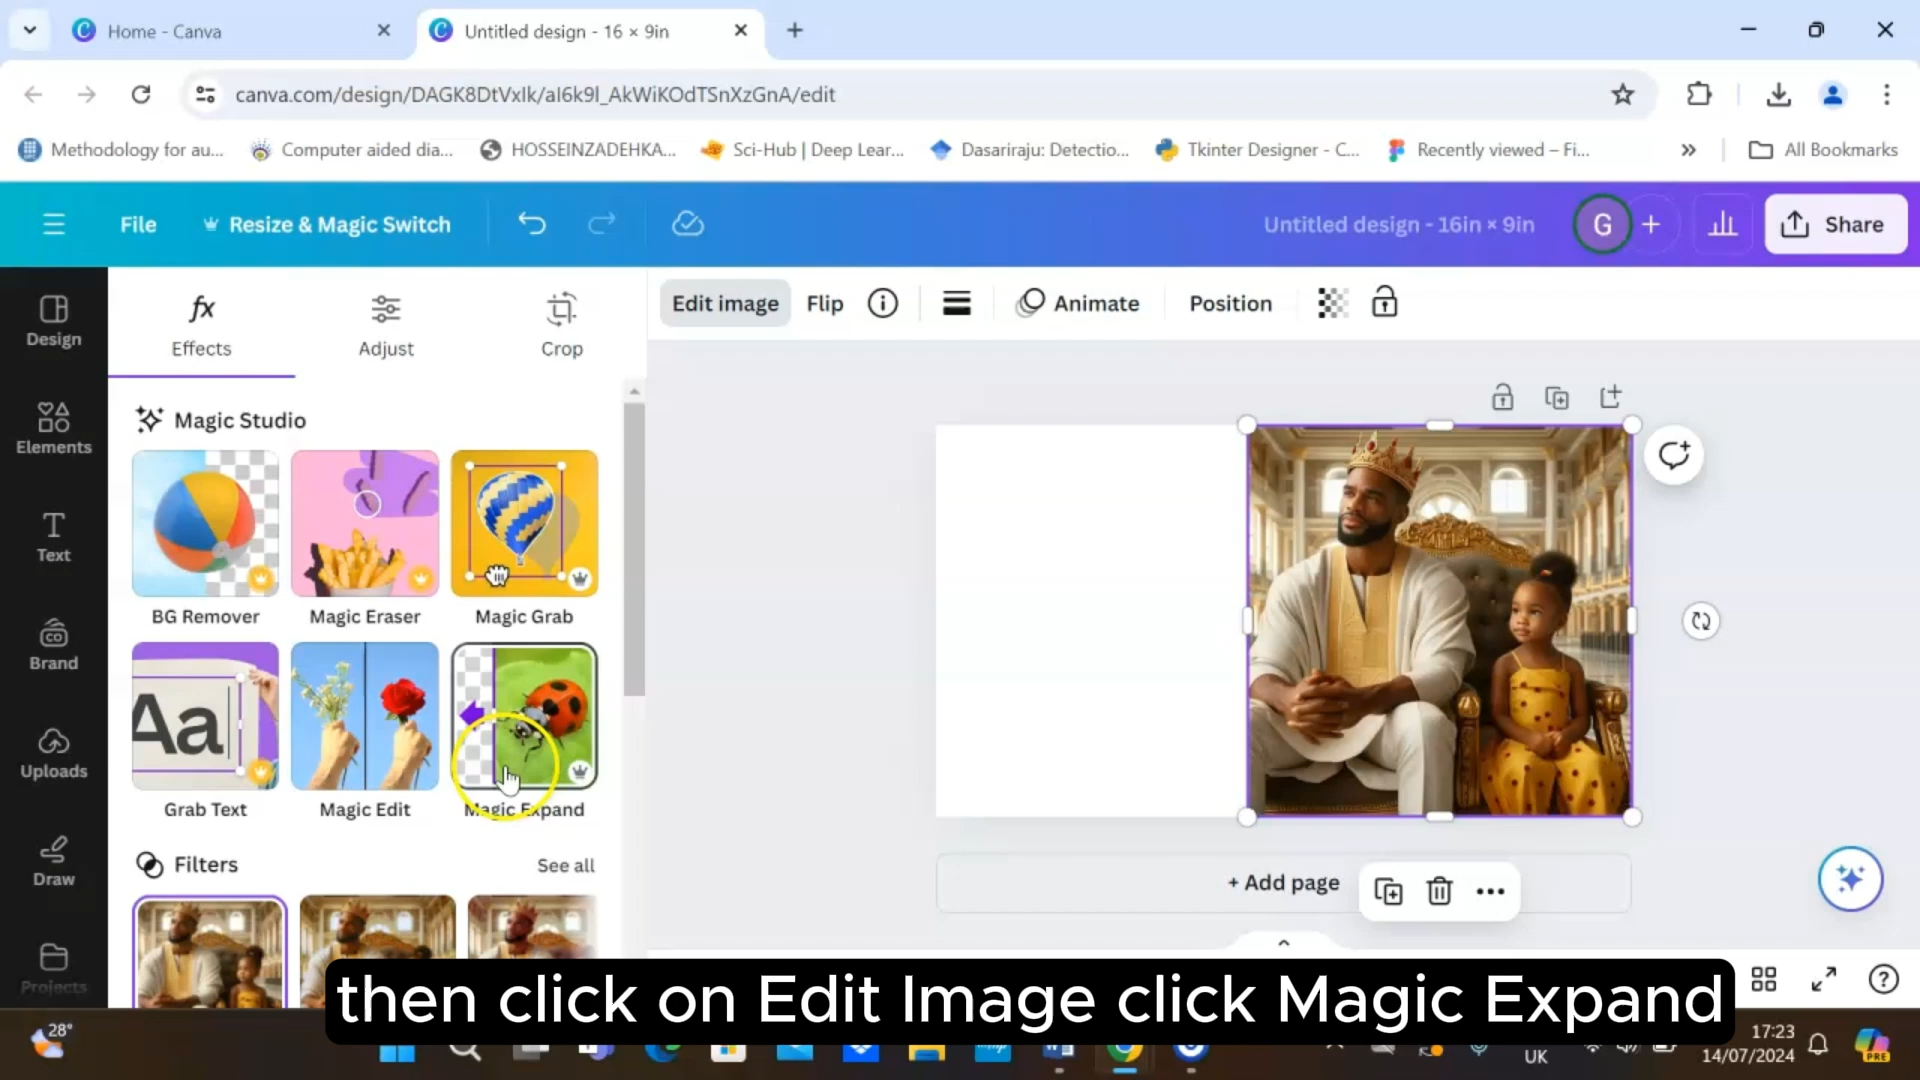 Home - Canva
Untitled design - 16 × 9in
canva.com/design/DAGK8DtVxIk/aI6k9l_AkWiKOdTSnXzGnA/edit
Methodology for au...
Computer aided dia...
HOSSEINZADEHKA...
Sci-Hub | Deep Lear...
Dasariraju: Detectio...
Tkinter Designer - C...
Recently viewed – Fi...
All Bookmarks
File
Resize & Magic Switch
Untitled design - 16in × 9in
G
Share
Edit image
Flip
Animate
Position
Design
Elements
Text
Brand
Uploads
Draw
Projects
Effects
Adjust
Crop
Magic Studio
BG Remover
Magic Eraser
Magic Grab
Aa
Grab Text
Magic Edit
Magic Expand
Filters
See all
+ Add page
then click on Edit Image click Magic Expand
28°
UK
17:23
14/07/2024
PRE